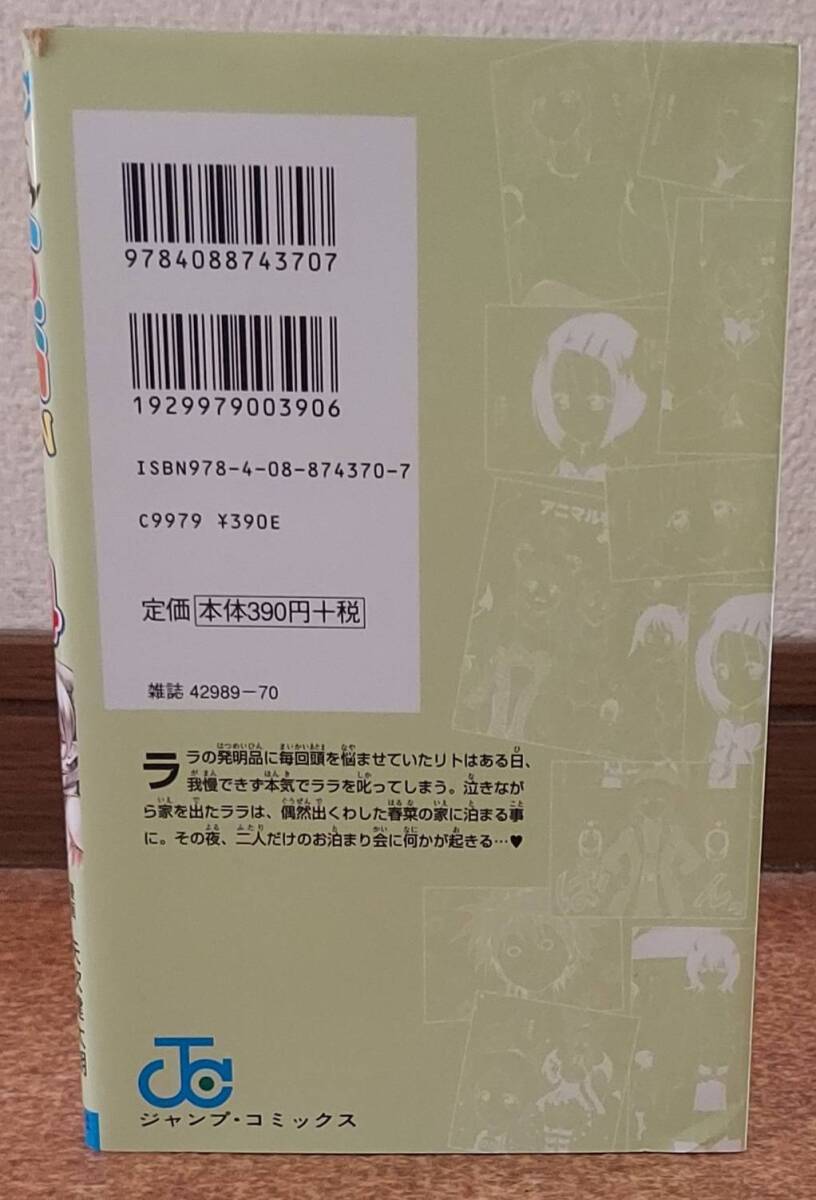 9784088743707
1929979003906
ISBN978-4-08-874370-7
C9979 ¥390E
定価 本体390円+税
雑誌 42989-70
ララの発明品に毎回頭を悩ませていたリトはある日、
我慢できず本気でララを叱ってしまう。泣きなが
ら家を出たララは、偶然出くわした春菜の家に泊まる事
に。その夜、二人だけのお泊まり会に何かが起きる…♥
アニマル
JC
ジャンプ・コミックス